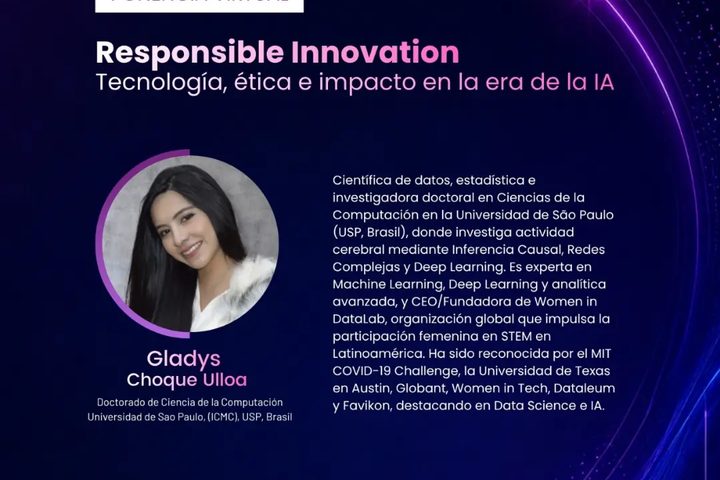 PONENCIA VIRTUAL
Responsible Innovation
Tecnología, ética e impacto en la era de la IA
Científica de datos, estadística e
investigadora doctoral en Ciencias de la
Computación en la Universidad de São Paulo
(USP, Brasil), donde investiga actividad
cerebral mediante Inferencia Causal, Redes
Complejas y Deep Learning. Es experta en
Machine Learning, Deep Learning y analítica
avanzada, y CEO/Fundadora de Women in
DataLab, organización global que impulsa la
participación femenina en STEM en
Latinoamérica. Ha sido reconocida por el MIT
COVID-19 Challenge, la Universidad de Texas
en Austin, Globant, Women in Tech, Dataleum
y Favikon, destacando en Data Science e IA.
Gladys
Choque Ulloa
Doctorado de Ciencia de la Computación
Universidad de Sao Paulo, (ICMC), USP, Brasil